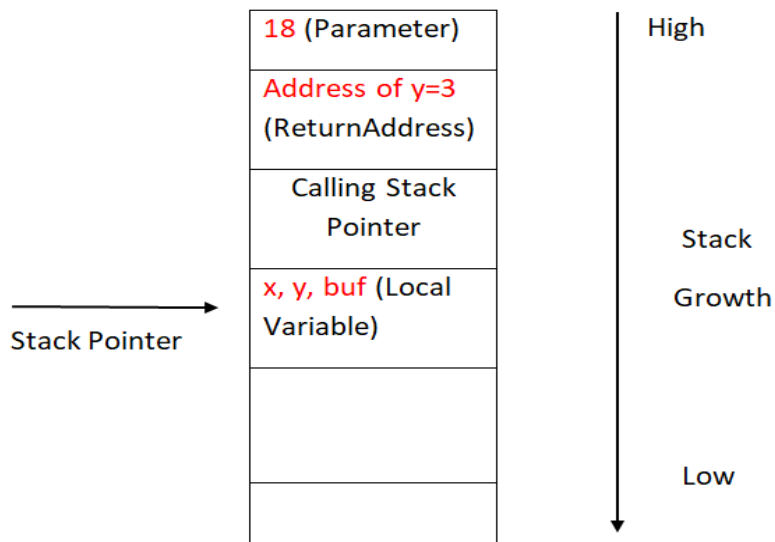 18 (Parameter)
High
Address of y=3
(ReturnAddress)
Calling Stack
Pointer
Stack
x, y, buf (Local
Growth
Variable)
Stack Pointer
Low